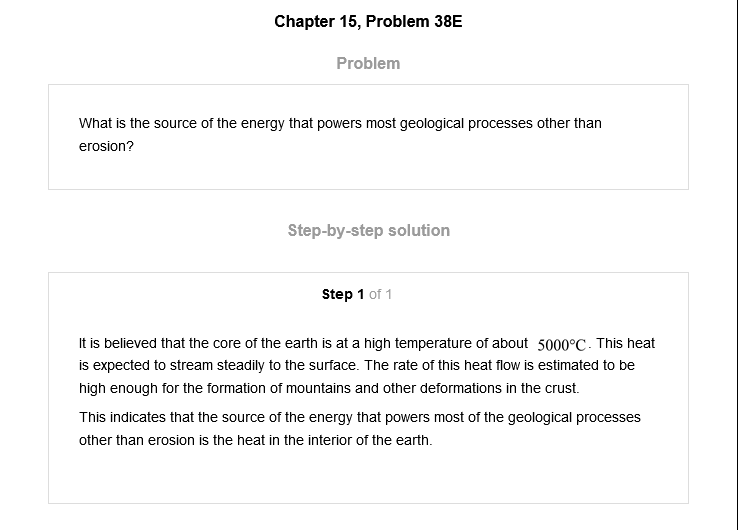 Chapter 15, Problem 38E
Problem
What is the source of the energy that powers most geological processes other than
erosion?
Step-by-step solution
Step 1 of 1
It is believed that the core of the earth is at a high temperature of about 5000°C. This heat
is expected to stream steadily to the surface. The rate of this heat flow is estimated to be
high enough for the formation of mountains and other deformations in the crust.
This indicates that the source of the energy that powers most of the geological processes
other than erosion is the heat in the interior of the earth.